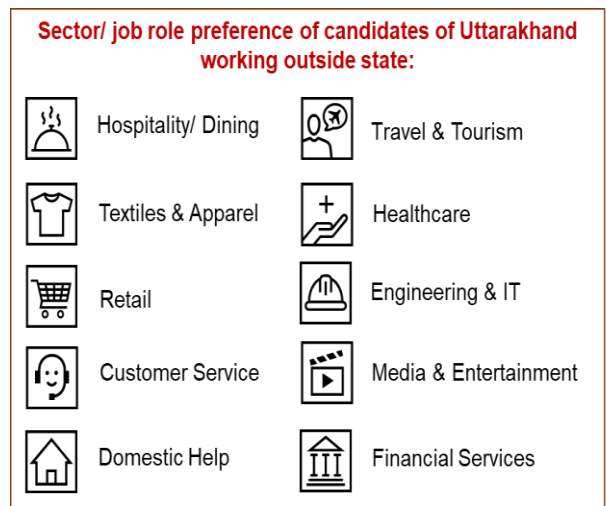 Sector/ job role preference of candidates of Uttarakhand
working outside state:
Hospitality/ Dining
Travel & Tourism
Textiles & Apparel
Healthcare
Retail
Engineering & IT
Customer Service
Media & Entertainment
Domestic Help
Financial Services